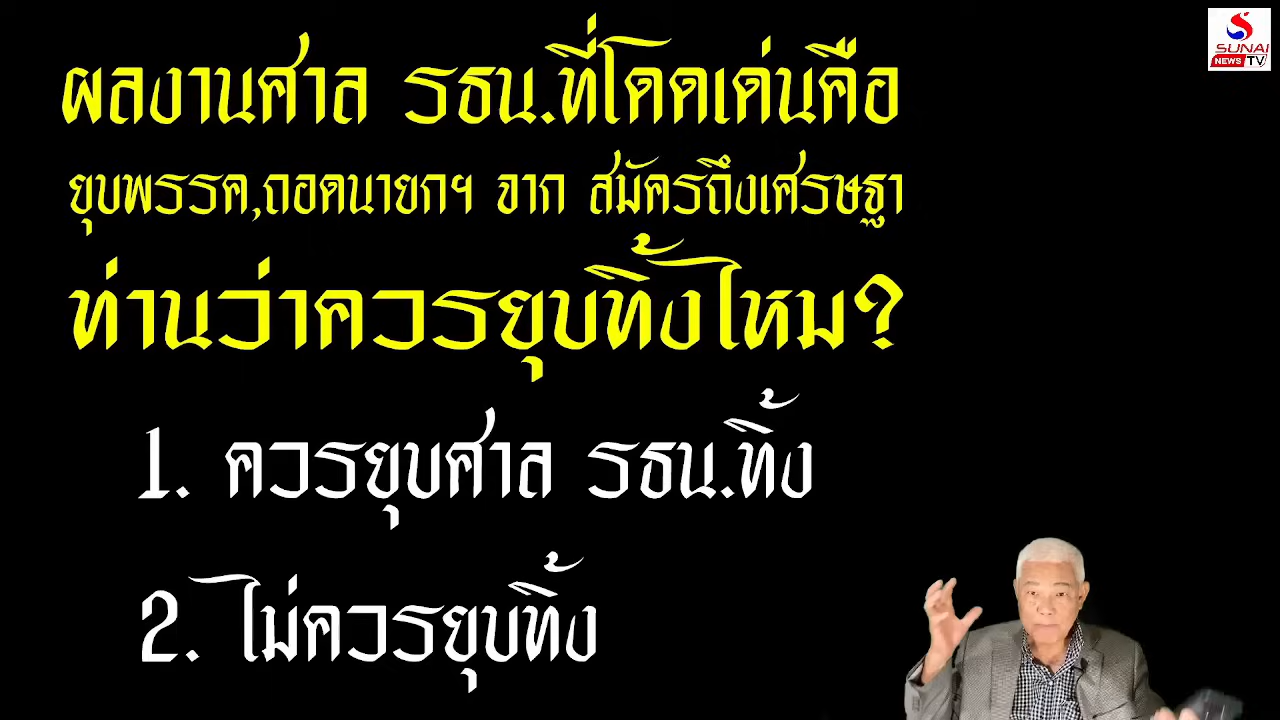 ผลงานศาล รธน.ที่โดดเด่นคือ
ยุบพรรค,ถอดนายกฯ จาก สมัครถึงเศรษฐา
ท่านว่าควรยุบทิ้งไหม?
1. ควรยุบศาล รธน.ทิ้ง
2. ไม่ควรยุบทิ้ง
SUNAI
NEWS TV